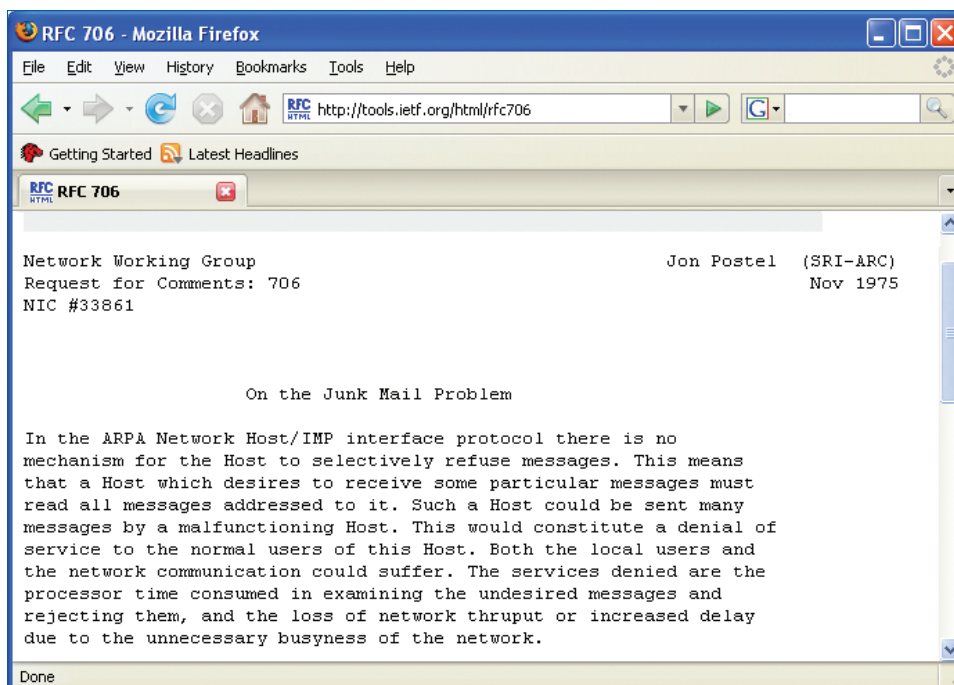 RFC 706 - Mozilla Firefox
File Edit View History Bookmarks Tools Help
RFC HTML http://tools.ietf.org/html/rfc706 G
Getting Started Latest Headlines
RFC HTML RFC 706
Network Working Group Jon Postel (SRI-ARC)
Request for Comments: 706 Nov 1975
NIC #33861
On the Junk Mail Problem
In the ARPA Network Host/IMP interface protocol there is no
mechanism for the Host to selectively refuse messages. This means
that a Host which desires to receive some particular messages must
read all messages addressed to it. Such a Host could be sent many
messages by a malfunctioning Host. This would constitute a denial of
service to the normal users of this Host. Both the local users and
the network communication could suffer. The services denied are the
processor time consumed in examining the undesired messages and
rejecting them, and the loss of network thruput or increased delay
due to the unnecessary busyness of the network.
Done